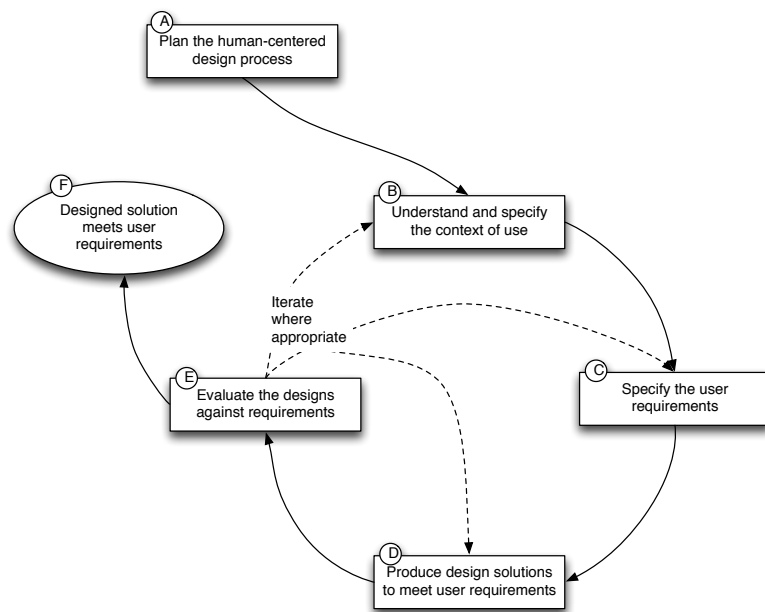 A
Plan the human-centered
design process
F
Designed solution
meets user
requirements
B
Understand and specify
the context of use
Iterate
where
appropriate
E
Evaluate the designs
against requirements
C
Specify the user
requirements
D
Produce design solutions
to meet user requirements